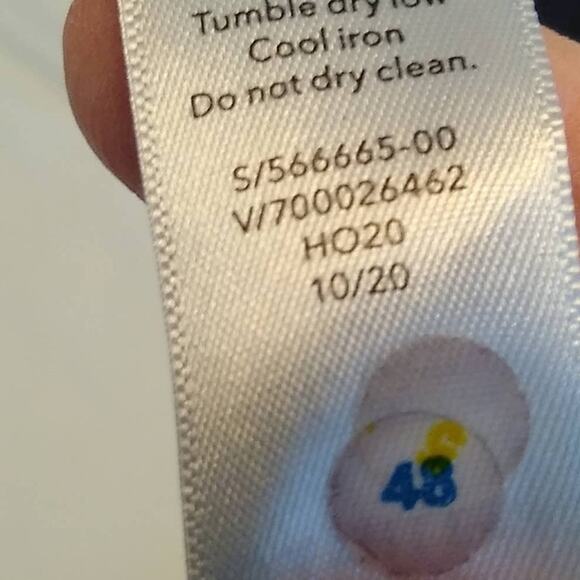 Tumble dry low
Cool iron
Do not dry clean.
S/566665-00
V/700026462
HO20
10/20
48